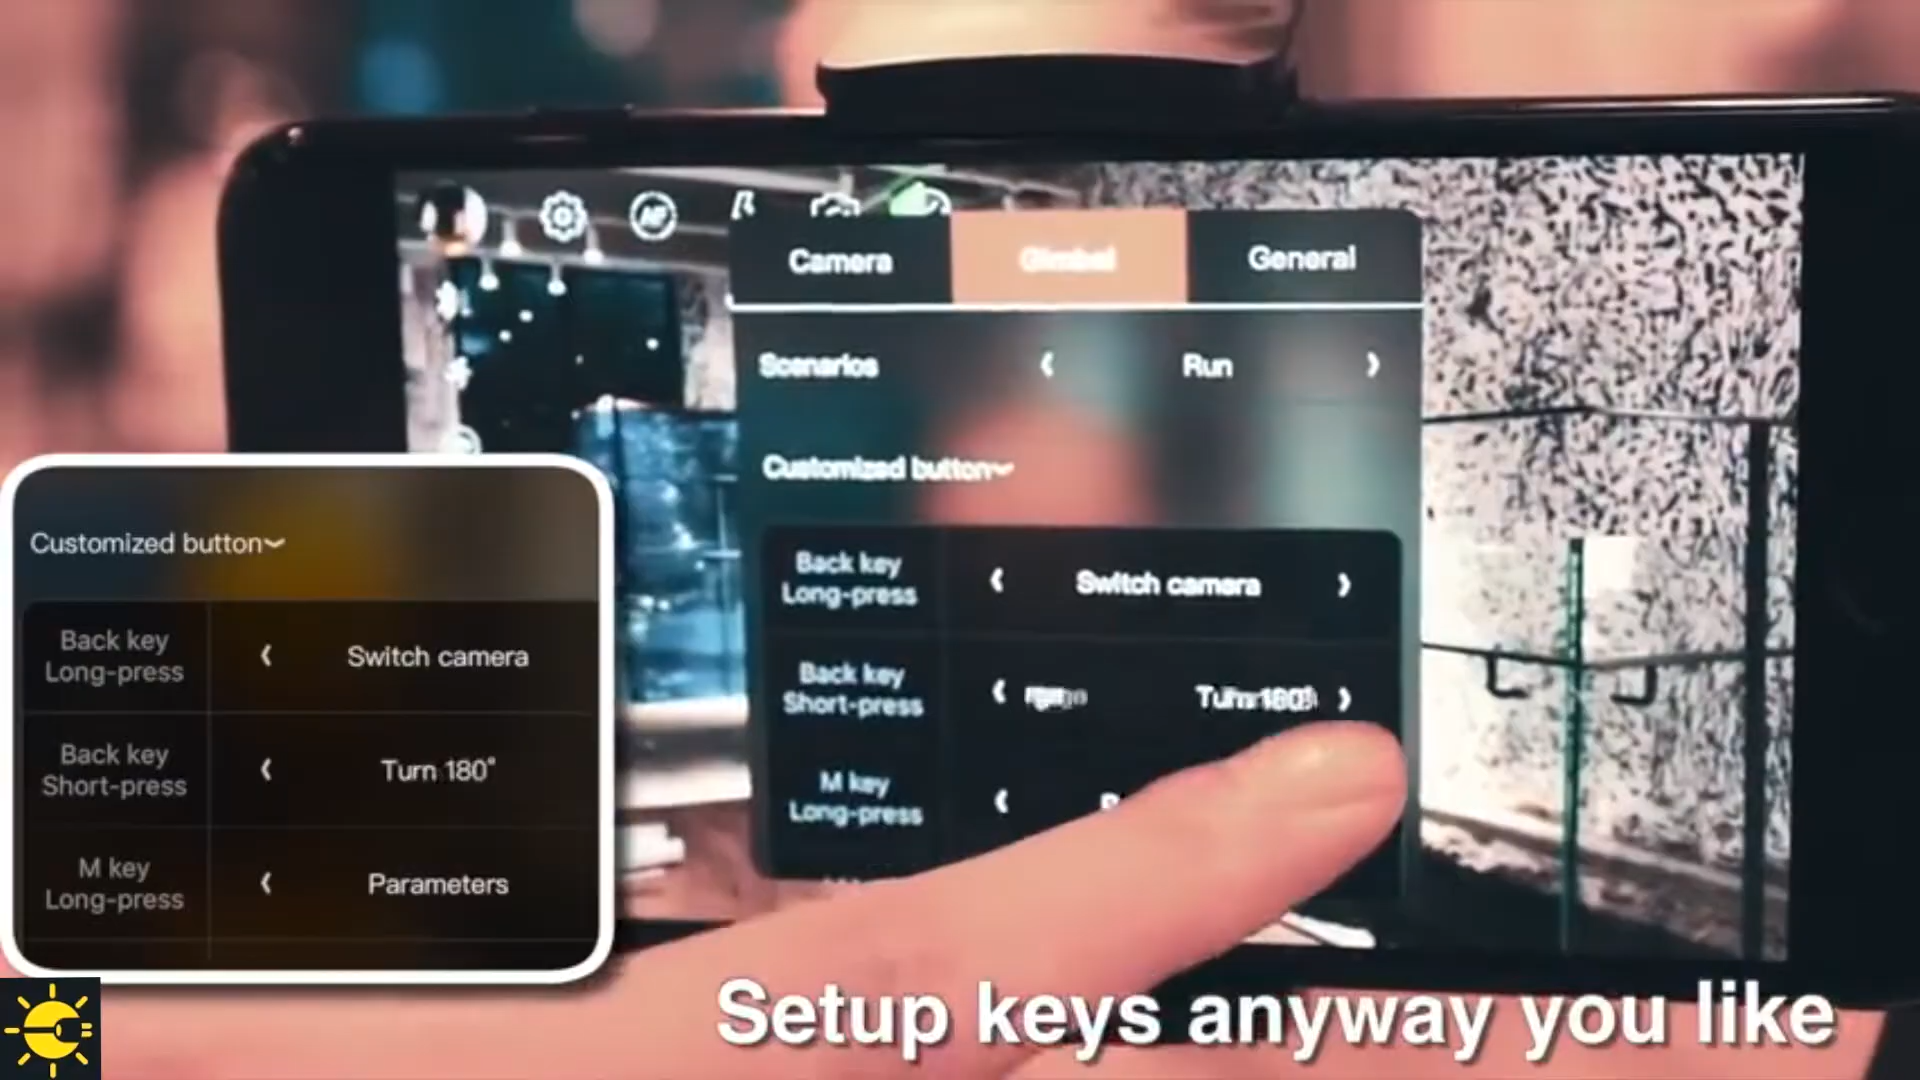 AF
Camera
Gimbal
General
Scenarios
Run
Customized button
Back key
Long-press
Switch camera
Back key
Short-press
M key
Long-press
Customized button
Back key
Long-press
Switch camera
Back key
Short-press
Turn 180°
M key
Long-press
Parameters
Setup keys anyway you like